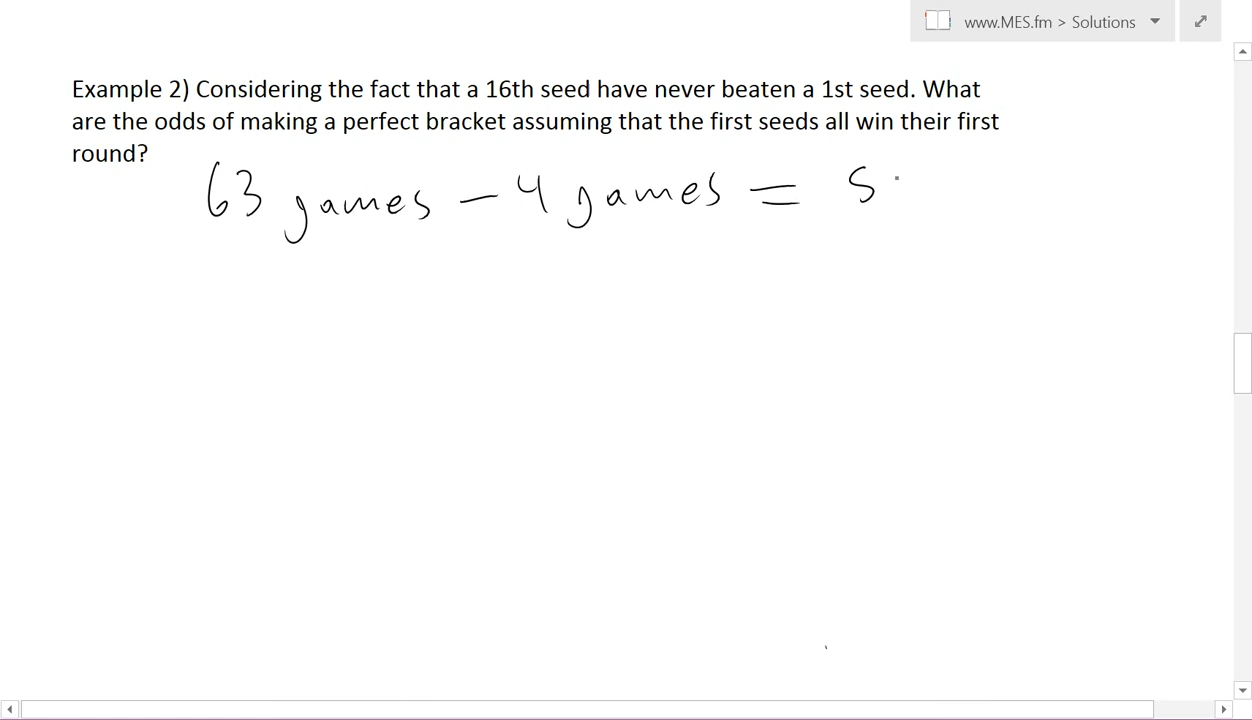 www.MES.fm > Solutions
Example 2) Considering the fact that a 16th seed have never beaten a 1st seed. What
are the odds of making a perfect bracket assuming that the first seeds all win their first
round?
63 games - 4 games = 5